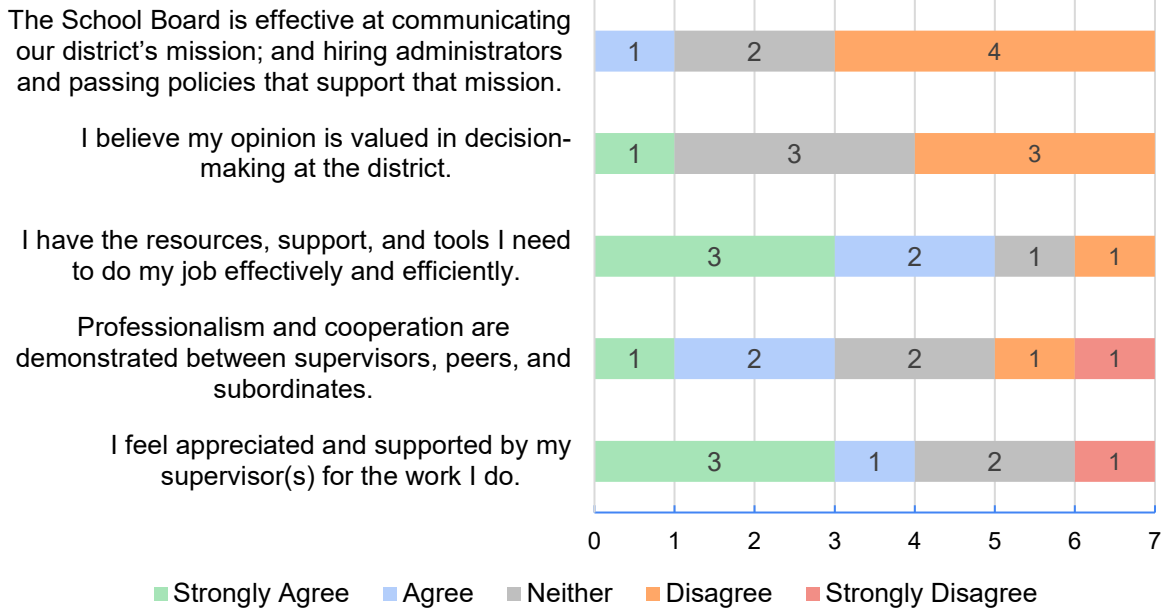 The School Board is effective at communicating
our district’s mission; and hiring administrators
and passing policies that support that mission.
1 2 4
I believe my opinion is valued in decision-
making at the district.
1 3 3
I have the resources, support, and tools I need
to do my job effectively and efficiently.
3 2 1 1
Professionalism and cooperation are
demonstrated between supervisors, peers, and
subordinates.
1 2 2 1 1
I feel appreciated and supported by my
supervisor(s) for the work I do.
3 1 2 1
0 1 2 3 4 5 6 7
Strongly Agree Agree Neither Disagree Strongly Disagree